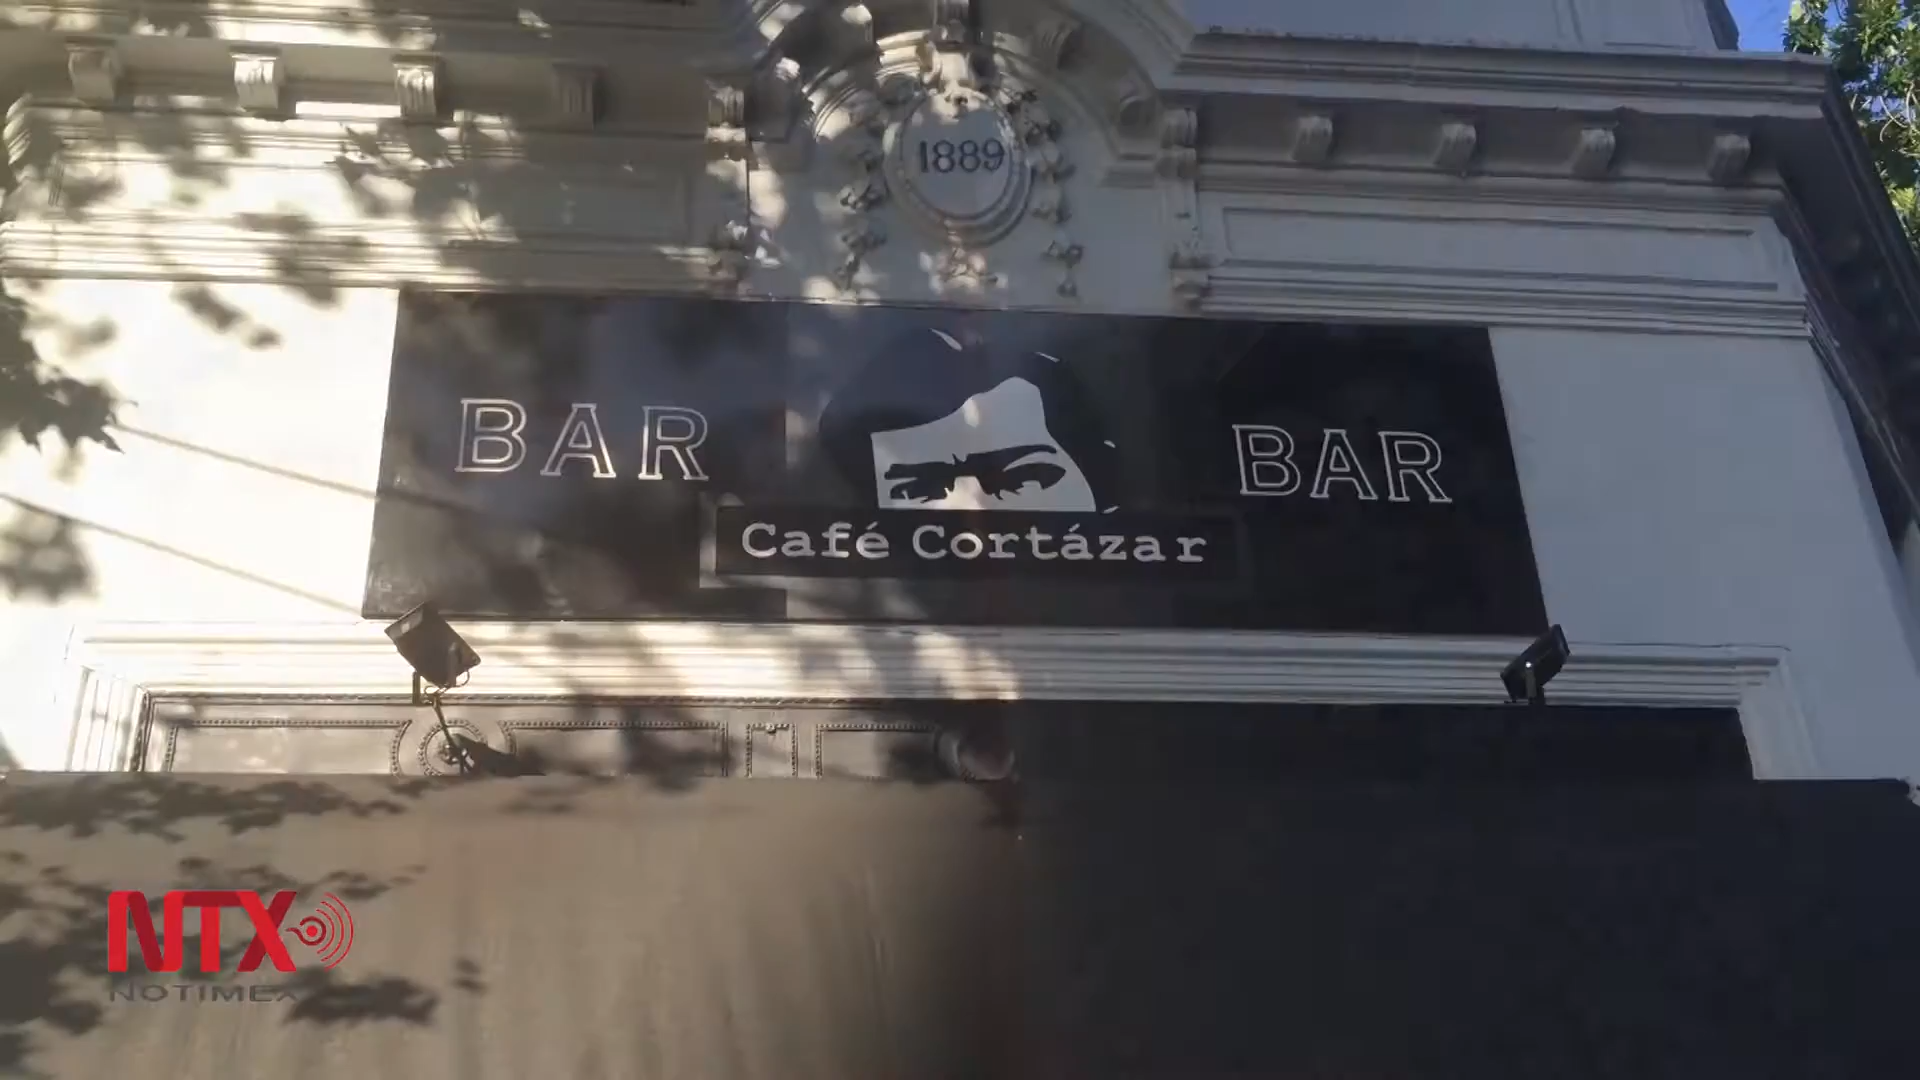 1889
BAR
BAR
Café Cortázar
NTX
NOTIMEX